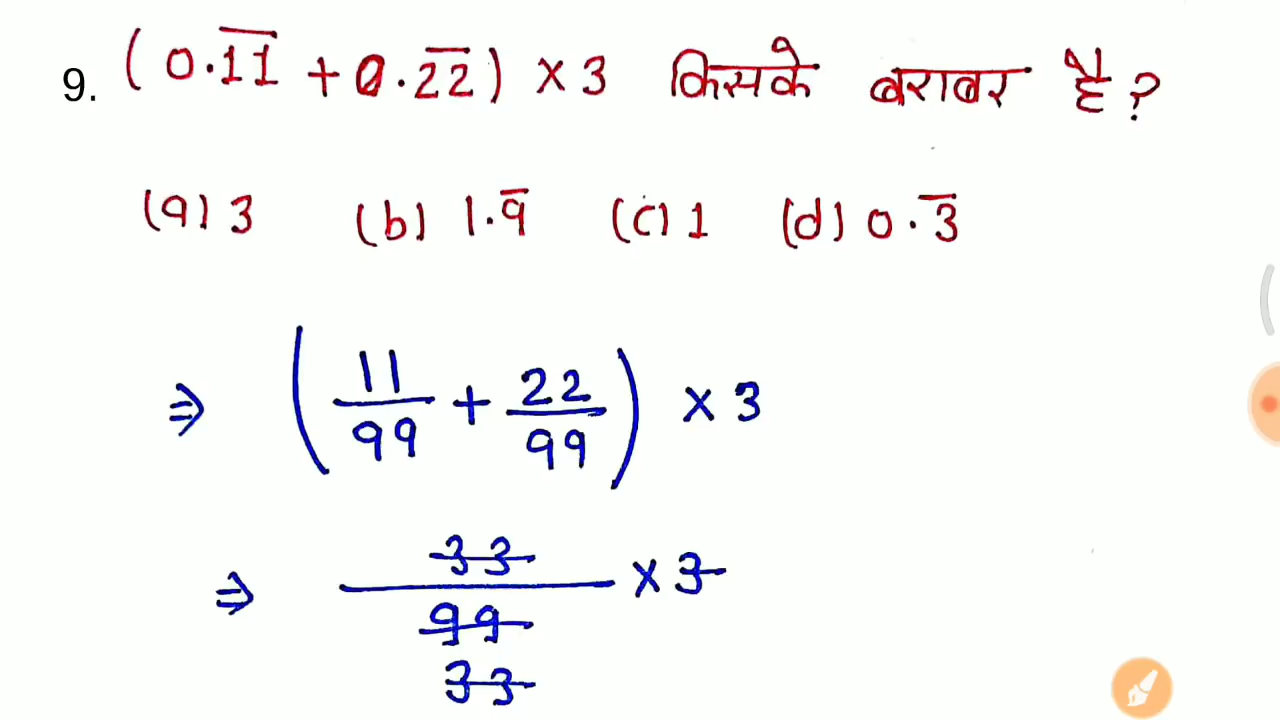 9. (0.1̅1̅ + 0.2̅2̅) × 3 किसके बराबर है?
(a) 3 (b) 1.9̅ (c) 1 (d) 0.3̅
⇒ (11/99 + 22/99) × 3
⇒ 33/99 × 3
33